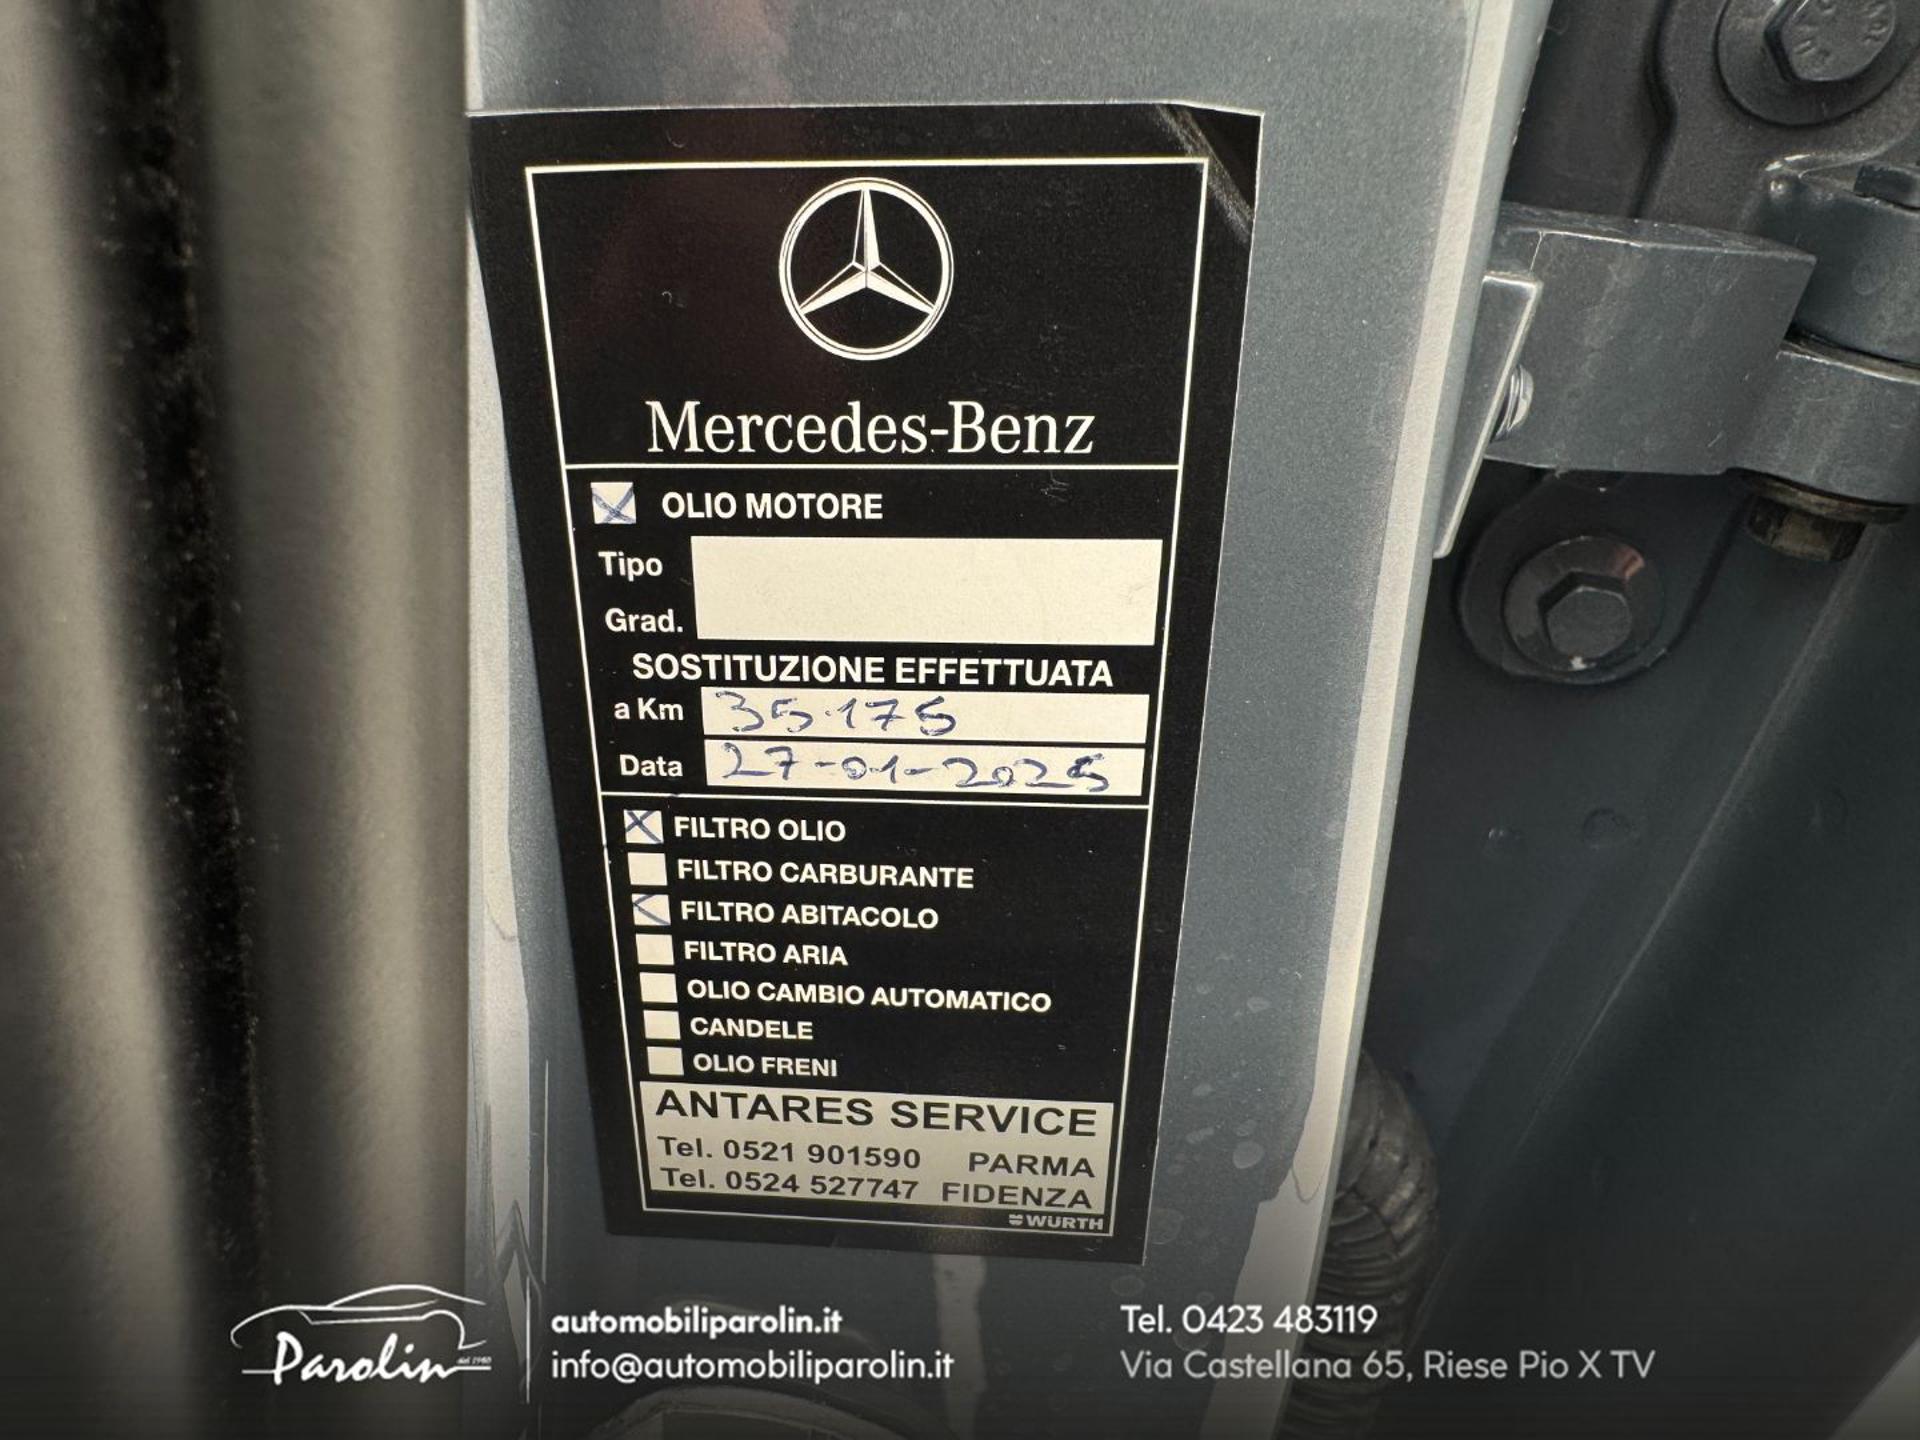 Mercedes-Benz
OLIO MOTORE
Tipo
Grad.
SOSTITUZIONE EFFETTUATA
a Km 35.175
Data 27-01-2025
FILTRO OLIO
FILTRO CARBURANTE
FILTRO ABITACOLO
FILTRO ARIA
OLIO CAMBIO AUTOMATICO
CANDELE
OLIO FRENI
ANTARES SERVICE
Tel. 0521 901590 PARMA
Tel. 0524 527747 FIDENZA
WURTH
Parolin
dal 1980
automobiliparolin.it
info@automobiliparolin.it
Tel. 0423 483119
Via Castellana 65, Riese Pio X TV